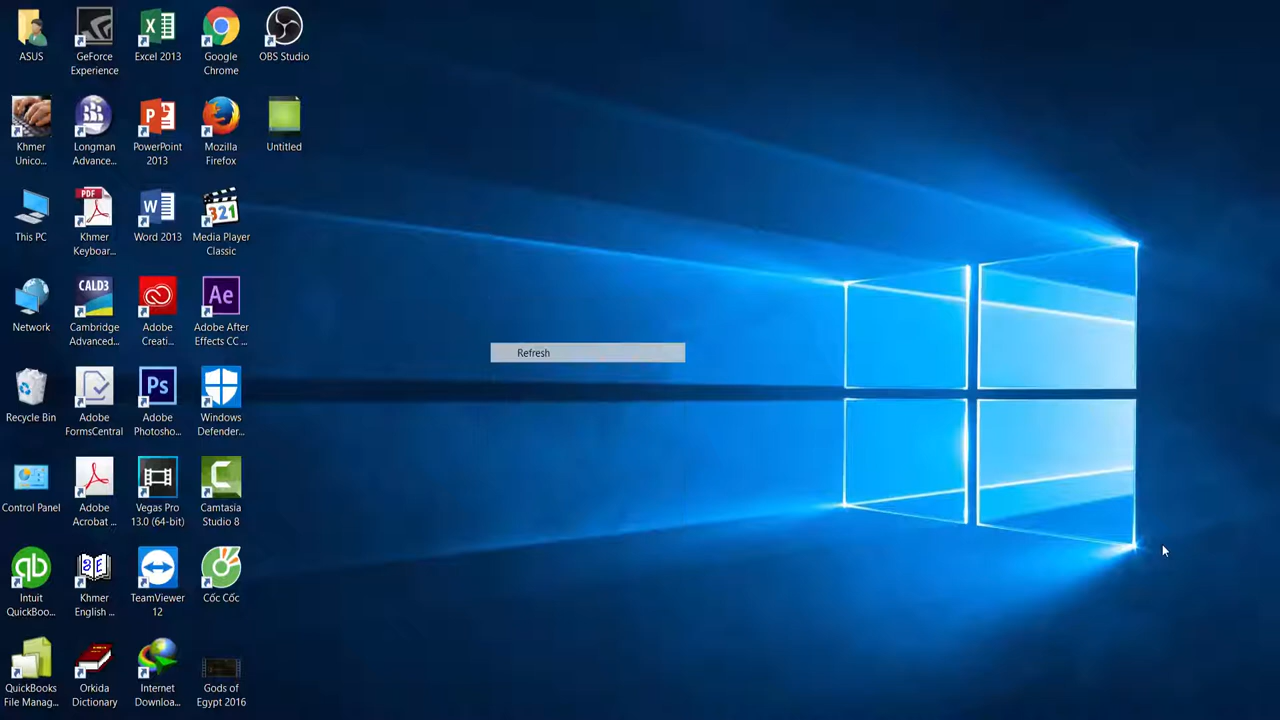 ASUS
GeForce
Experience
Excel 2013
Google
Chrome
OBS Studio
Khmer
Unico...
Longman
Advance...
PowerPoint
2013
Mozilla
Firefox
Untitled
This PC
PDF
Khmer
Keyboar...
Word 2013
321
Media Player
Classic
Network
CALD3
Cambridge
Advanced...
Adobe
Creati...
Ae
Adobe After
Effects CC ...
Refresh
Recycle Bin
Adobe
FormsCentral
Ps
Adobe
Photosho...
Windows
Defender...
Control Panel
Adobe
Acrobat ...
Vegas Pro
13.0 (64-bit)
Camtasia
Studio 8
qb
Intuit
QuickBoo...
Khmer
English ...
TeamViewer
12
Cốc Cốc
QuickBooks
File Manag...
Orkida
Dictionary
Internet
Downloa...
Gods of
Egypt 2016